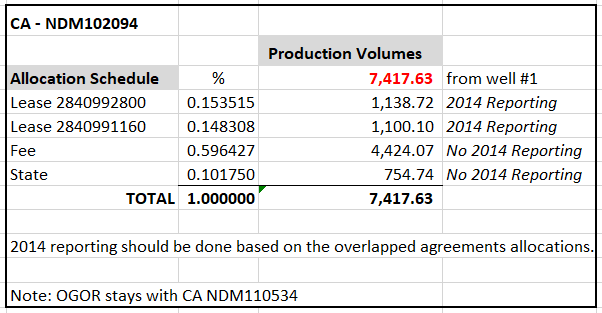 CA - NDM102094
Production Volumes
Allocation Schedule % 7,417.63 from well #1
Lease 2840992800 0.153515 1,138.72 2014 Reporting
Lease 2840991160 0.148308 1,100.10 2014 Reporting
Fee 0.596427 4,424.07 No 2014 Reporting
State 0.101750 754.74 No 2014 Reporting
TOTAL 1.000000 7,417.63
2014 reporting should be done based on the overlapped agreements allocations.
Note: OGOR stays with CA NDM110534